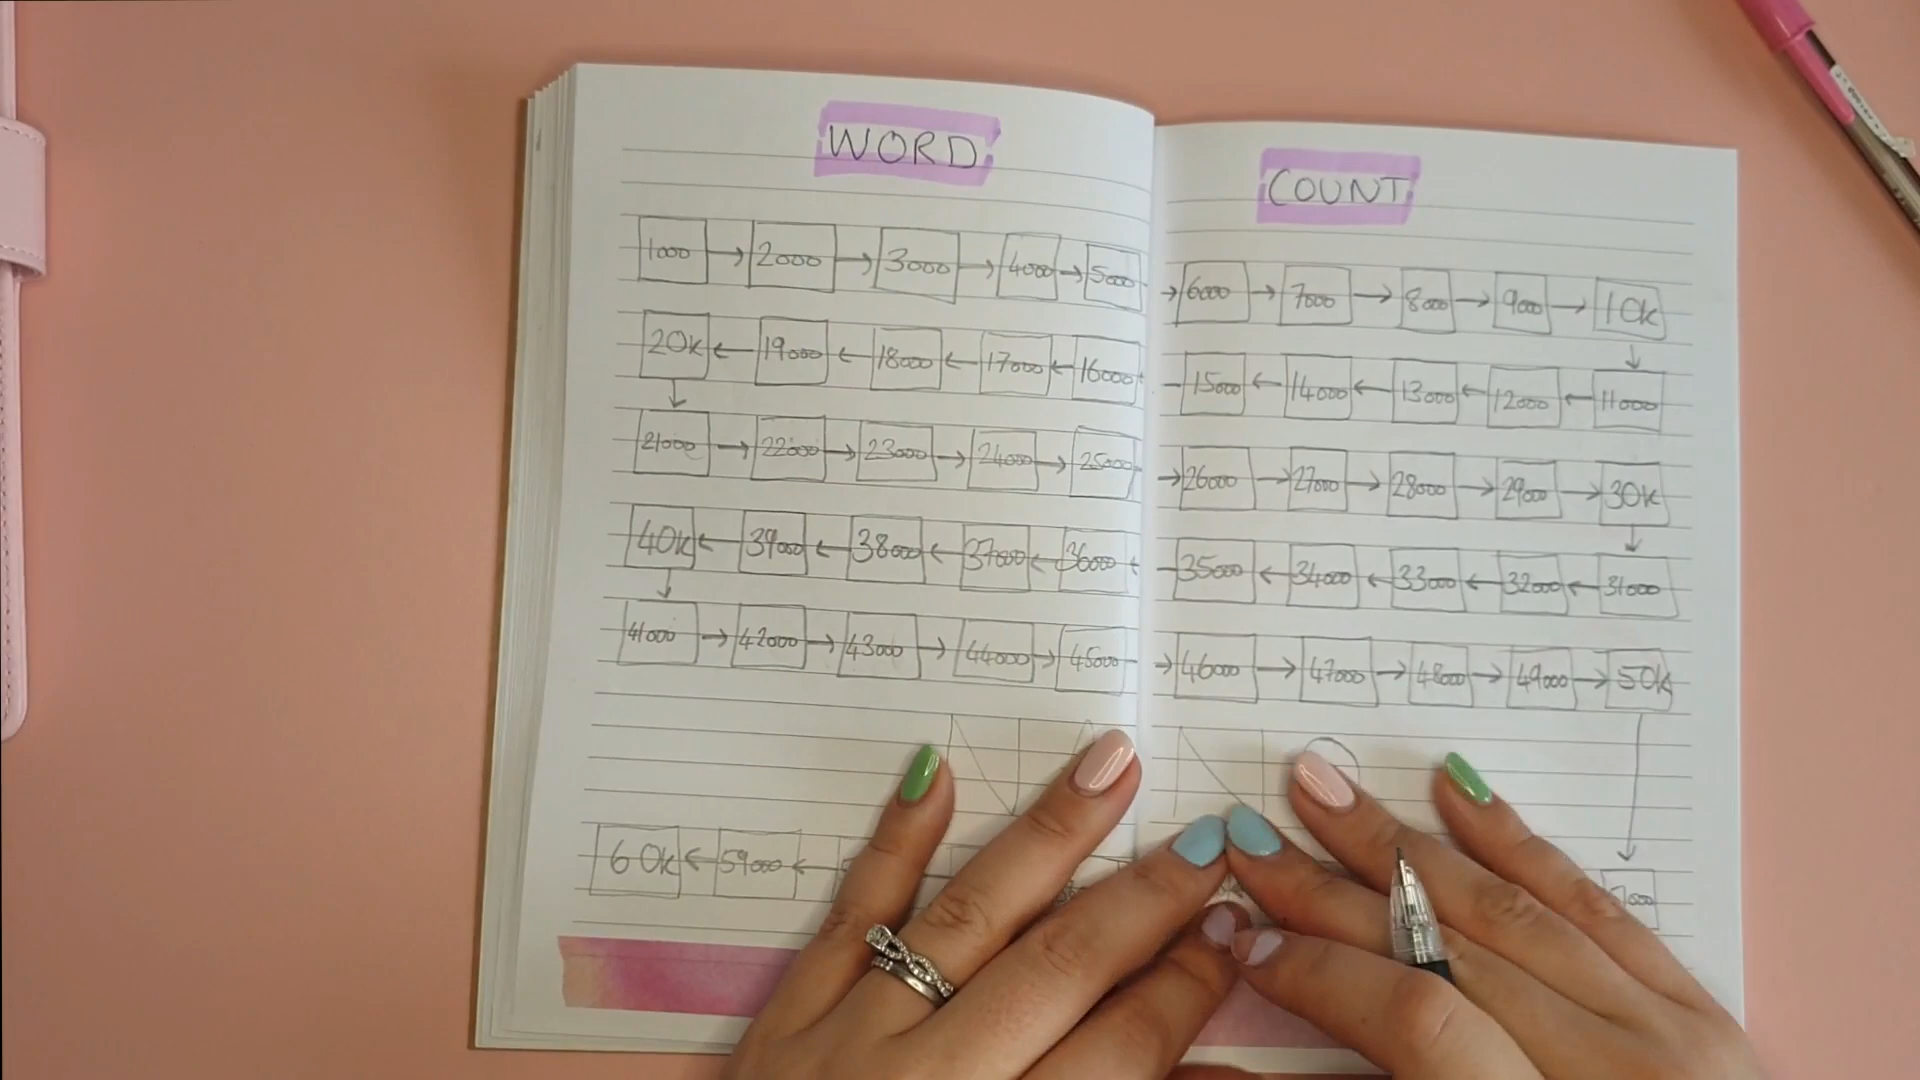 WORD COUNT
1000 → 2000 → 3000 → 4000 → 5000 → 6000 → 7000 → 8000 → 9000 → 10k
20k ← 19000 ← 18000 ← 17000 ← 16000 ← 15000 ← 14000 ← 13000 ← 12000 ← 11000
21000 → 22000 → 23000 → 24000 → 25000 → 26000 → 27000 → 28000 → 29000 → 30k
40k ← 39000 ← 38000 ← 37000 ← 36000 ← 35000 ← 34000 ← 33000 ← 32000 ← 31000
41000 → 42000 → 43000 → 44000 → 45000 → 46000 → 47000 → 48000 → 49000 → 50k
N N
60k ← 59000 ←